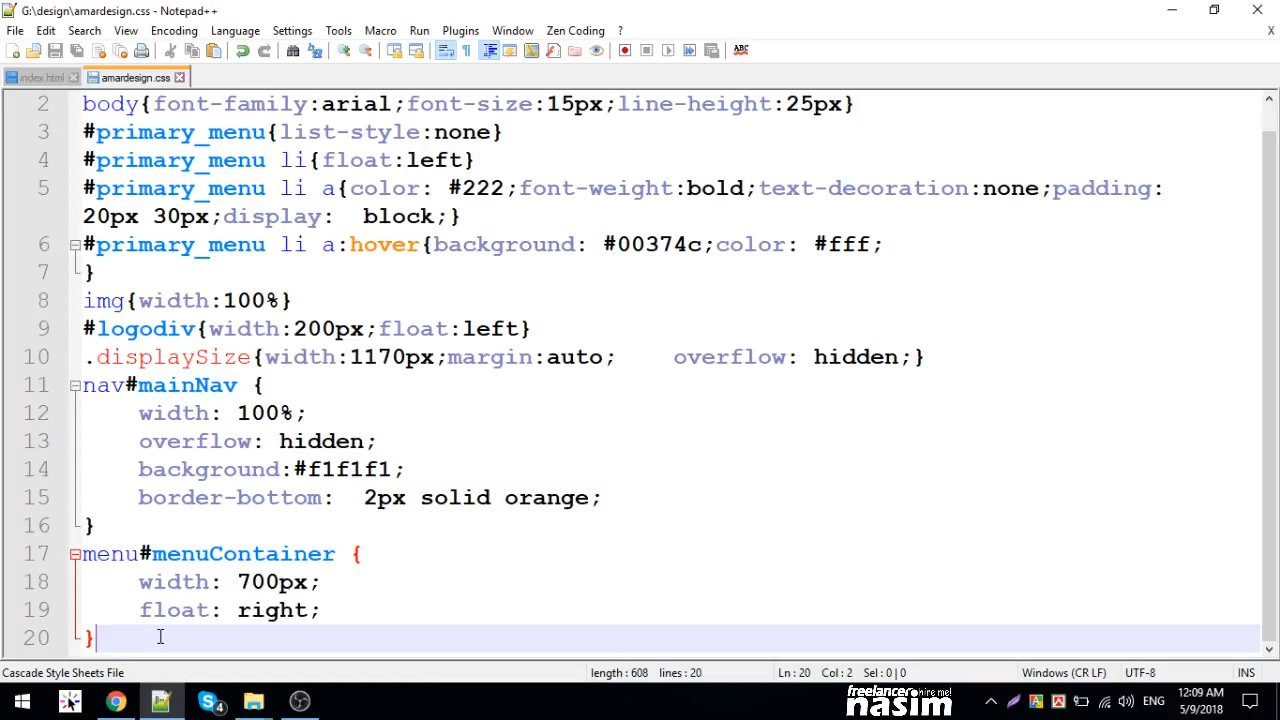 G:\design\amardesign.css - Notepad++
File Edit Search View Encoding Language Settings Tools Macro Run Plugins Window Zen Coding ? X
ABC
index.html amardesign.css
2 body{font-family:arial;font-size:15px;line-height:25px}
3 #primary_menu{list-style:none}
4 #primary_menu li{float:left}
5 #primary_menu li a{color: #222;font-weight:bold;text-decoration:none;padding:
20px 30px;display:  block;}
6 #primary_menu li a:hover{background: #00374c;color: #fff;
7 }
8 img{width:100%}
9 #logodiv{width:200px;float:left}
10 .displaySize{width:1170px;margin:auto;    overflow: hidden;}
11 nav#mainNav {
12     width: 100%;
13     overflow: hidden;
14     background:#f1f1f1;
15     border-bottom:  2px solid orange;
16 }
17 menu#menuContainer {
18     width: 700px;
19     float: right;
20 }
Cascade Style Sheets File length:608 lines:20 Ln:20 Col:2 Sel:0|0 Windows (CR LF) UTF-8 INS
4 freelancer hire me! nasim ENG 12:09 AM
5/9/2018